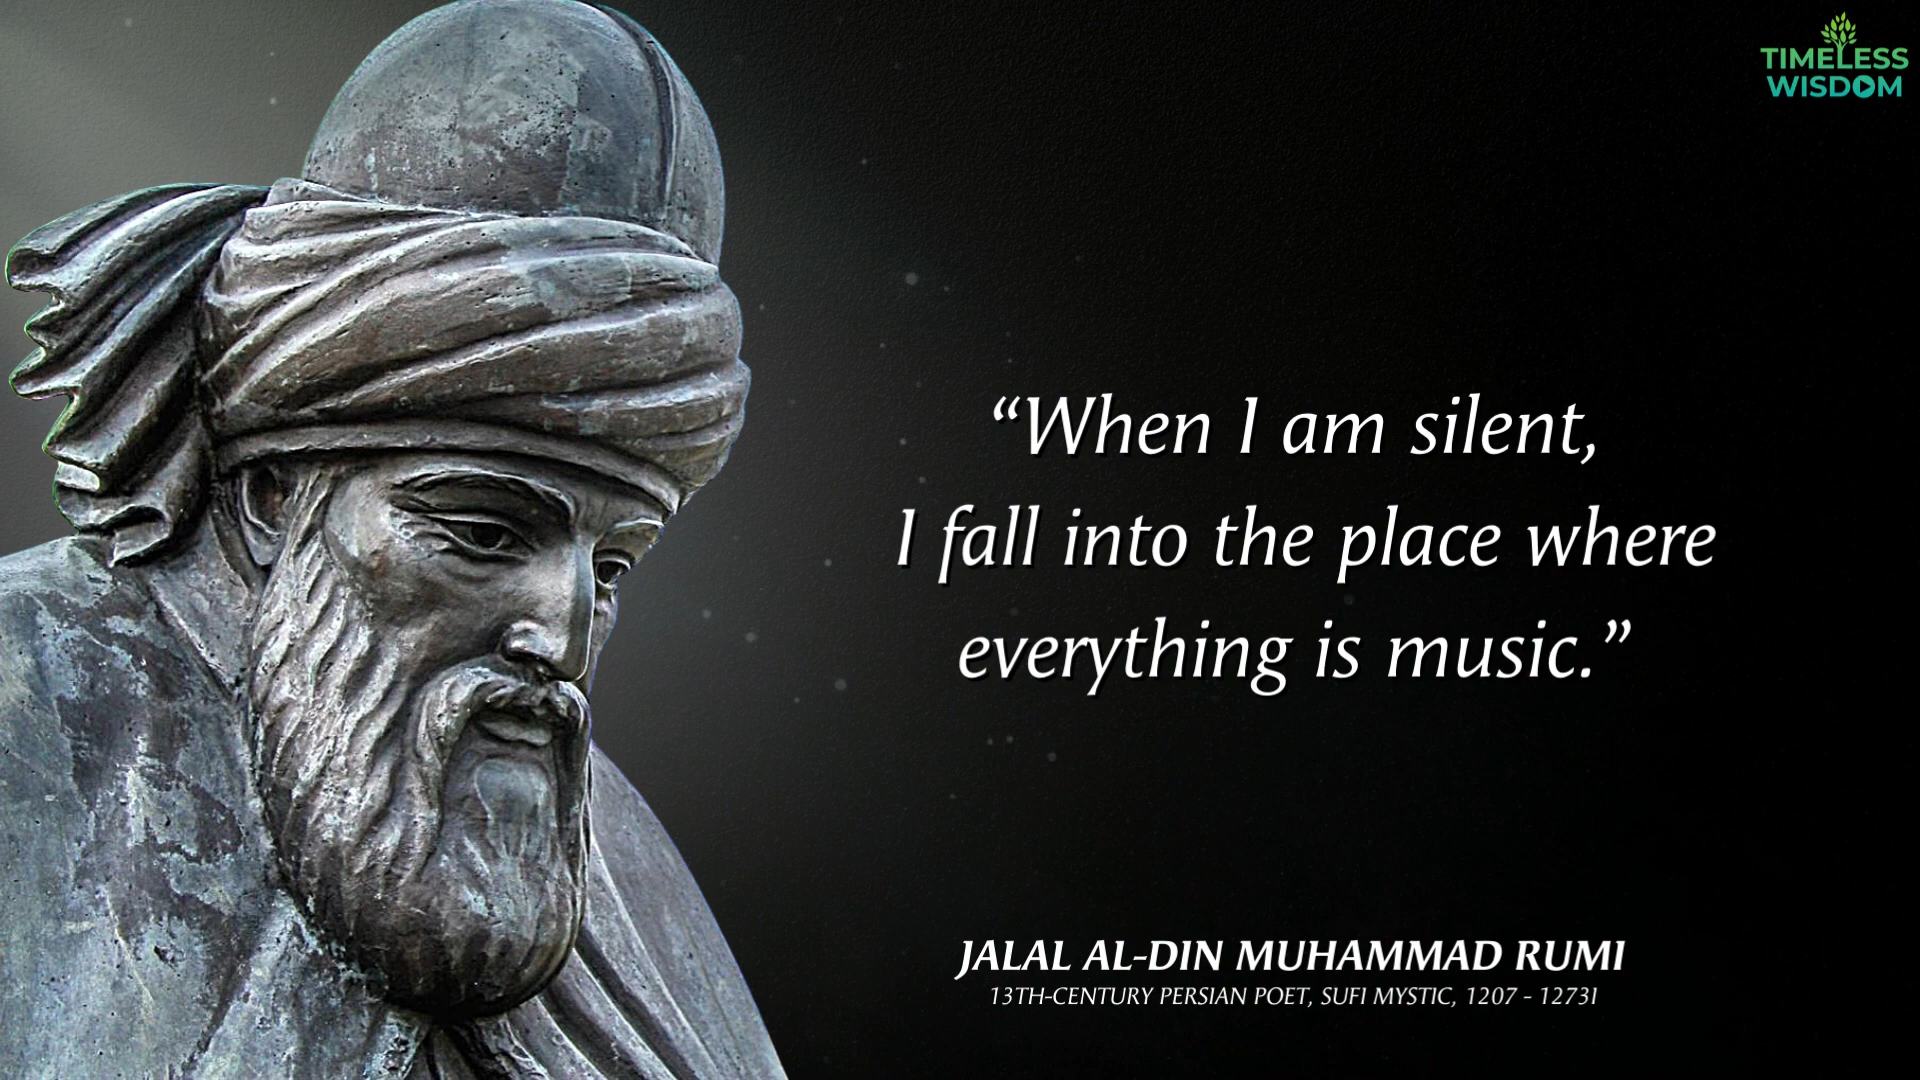 TIMELESS
WISDOM
“When I am silent,
I fall into the place where
everything is music.”
JALAL AL-DIN MUHAMMAD RUMI
13TH-CENTURY PERSIAN POET, SUFI MYSTIC, 1207 - 1273I